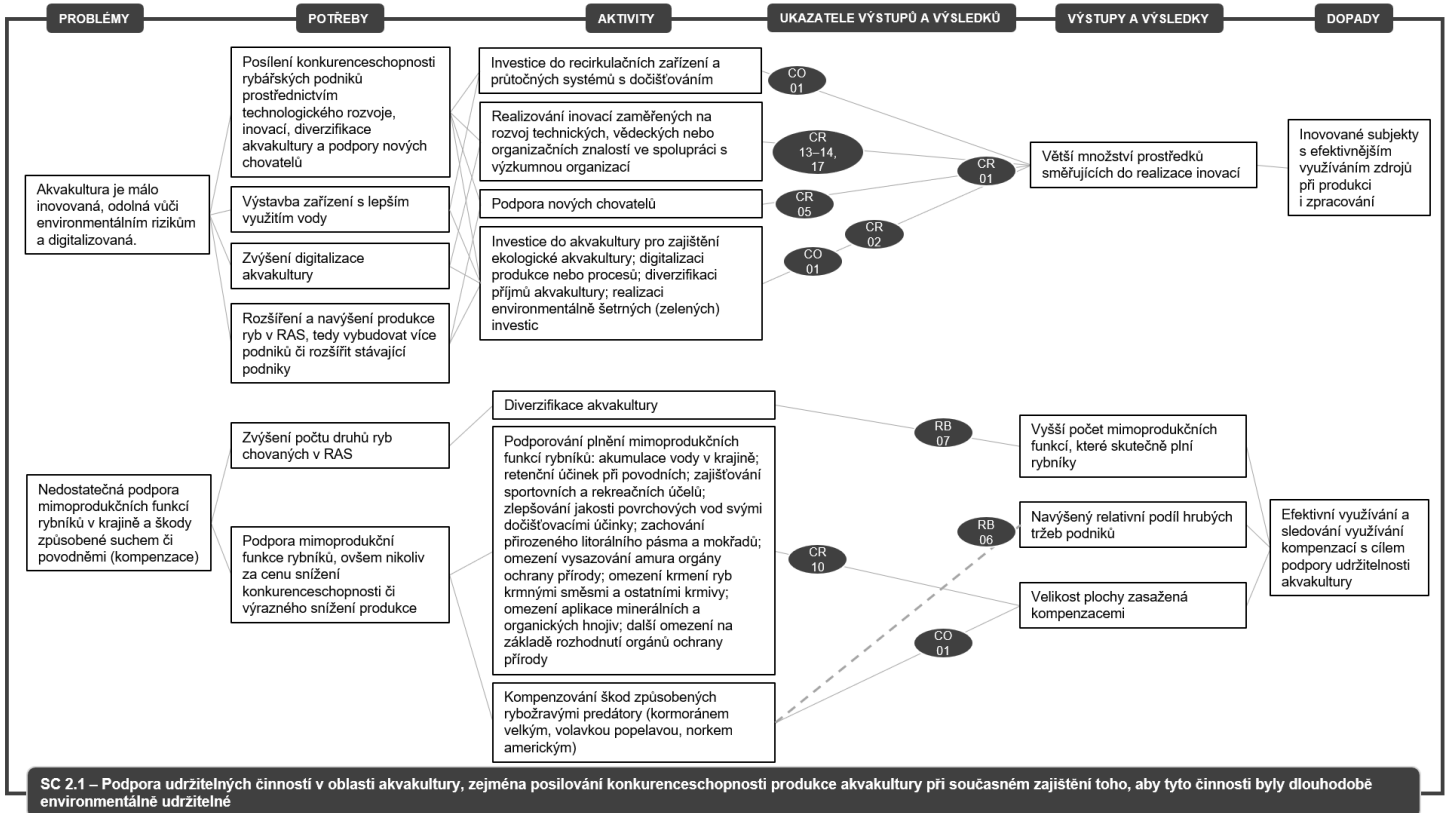 PROBLÉMY
POTŘEBY
AKTIVITY
UKAZATELE VÝSTUPŮ A VÝSLEDKŮ
VÝSTUPY A VÝSLEDKY
DOPADY
Akvakultura je málo
inovovaná, odolná vůči
environmentálním rizikům
a digitalizovaná.
Posílení konkurenceschopnosti
rybářských podniků
prostřednictvím
technologického rozvoje,
inovací, diverzifikace
akvakultury a podpory nových
chovatelů
Výstavba zařízení s lepším
využitím vody
Zvýšení digitalizace
akvakultury
Rozšíření a navýšení produkce
ryb v RAS, tedy vybudovat více
podniků či rozšířit stávající
podniky
Investice do recirkulačních zařízení a
průtočných systémů s dočišťováním
Realizování inovací zaměřených na
rozvoj technických, vědeckých nebo
organizačních znalostí ve spolupráci s
výzkumnou organizací
Podpora nových chovatelů
Investice do akvakultury pro zajištění
ekologické akvakultury; digitalizaci
produkce nebo procesů; diverzifikaci
příjmů akvakultury; realizaci
environmentálně šetrných (zelených)
investic
CO
01
CR
13–14,
17
CR
01
CR
05
CR
02
CO
01
Větší množství prostředků
směřujících do realizace inovací
Inovované subjekty
s efektivnějším
využíváním zdrojů
při produkci
i zpracování
Nedostatečná podpora
mimoprodukčních funkcí
rybníků v krajině a škody
způsobené suchem či
povodněmi (kompenzace)
Zvýšení počtu druhů ryb
chovaných v RAS
Podpora mimoprodukční
funkce rybníků, ovšem nikoliv
za cenu snížení
konkurenceschopnosti či
výrazného snížení produkce
Diverzifikace akvakultury
Podporování plnění mimoprodukčních
funkcí rybníků: akumulace vody v krajině;
retenční účinek při povodních; zajišťování
sportovních a rekreačních účelů;
zlepšování jakosti povrchových vod svými
dočišťovacími účinky; zachování
přirozeného litorálního pásma a mokřadů;
omezení vysazování amura orgány
ochrany přírody; omezení krmení ryb
krmnými směsmi a ostatními krmivy;
omezení aplikace minerálních a
organických hnojiv; další omezení na
základě rozhodnutí orgánů ochrany
přírody
Kompenzování škod způsobených
rybožravými predátory (kormoránem
velkým, volavkou popelavou, norkem
americkým)
RB
07
RB
06
CR
10
CO
01
Vyšší počet mimoprodukčních
funkcí, které skutečně plní
rybníky
Navýšený relativní podíl hrubých
tržeb podniků
Velikost plochy zasažená
kompenzacemi
Efektivní využívání a
sledování využívání
kompenzací s cílem
podpory udržitelnosti
akvakultury
SC 2.1 – Podpora udržitelných činností v oblasti akvakultury, zejména posilování konkurenceschopnosti produkce akvakultury při současném zajištění toho, aby tyto činnosti byly dlouhodobě
environmentálně udržitelné